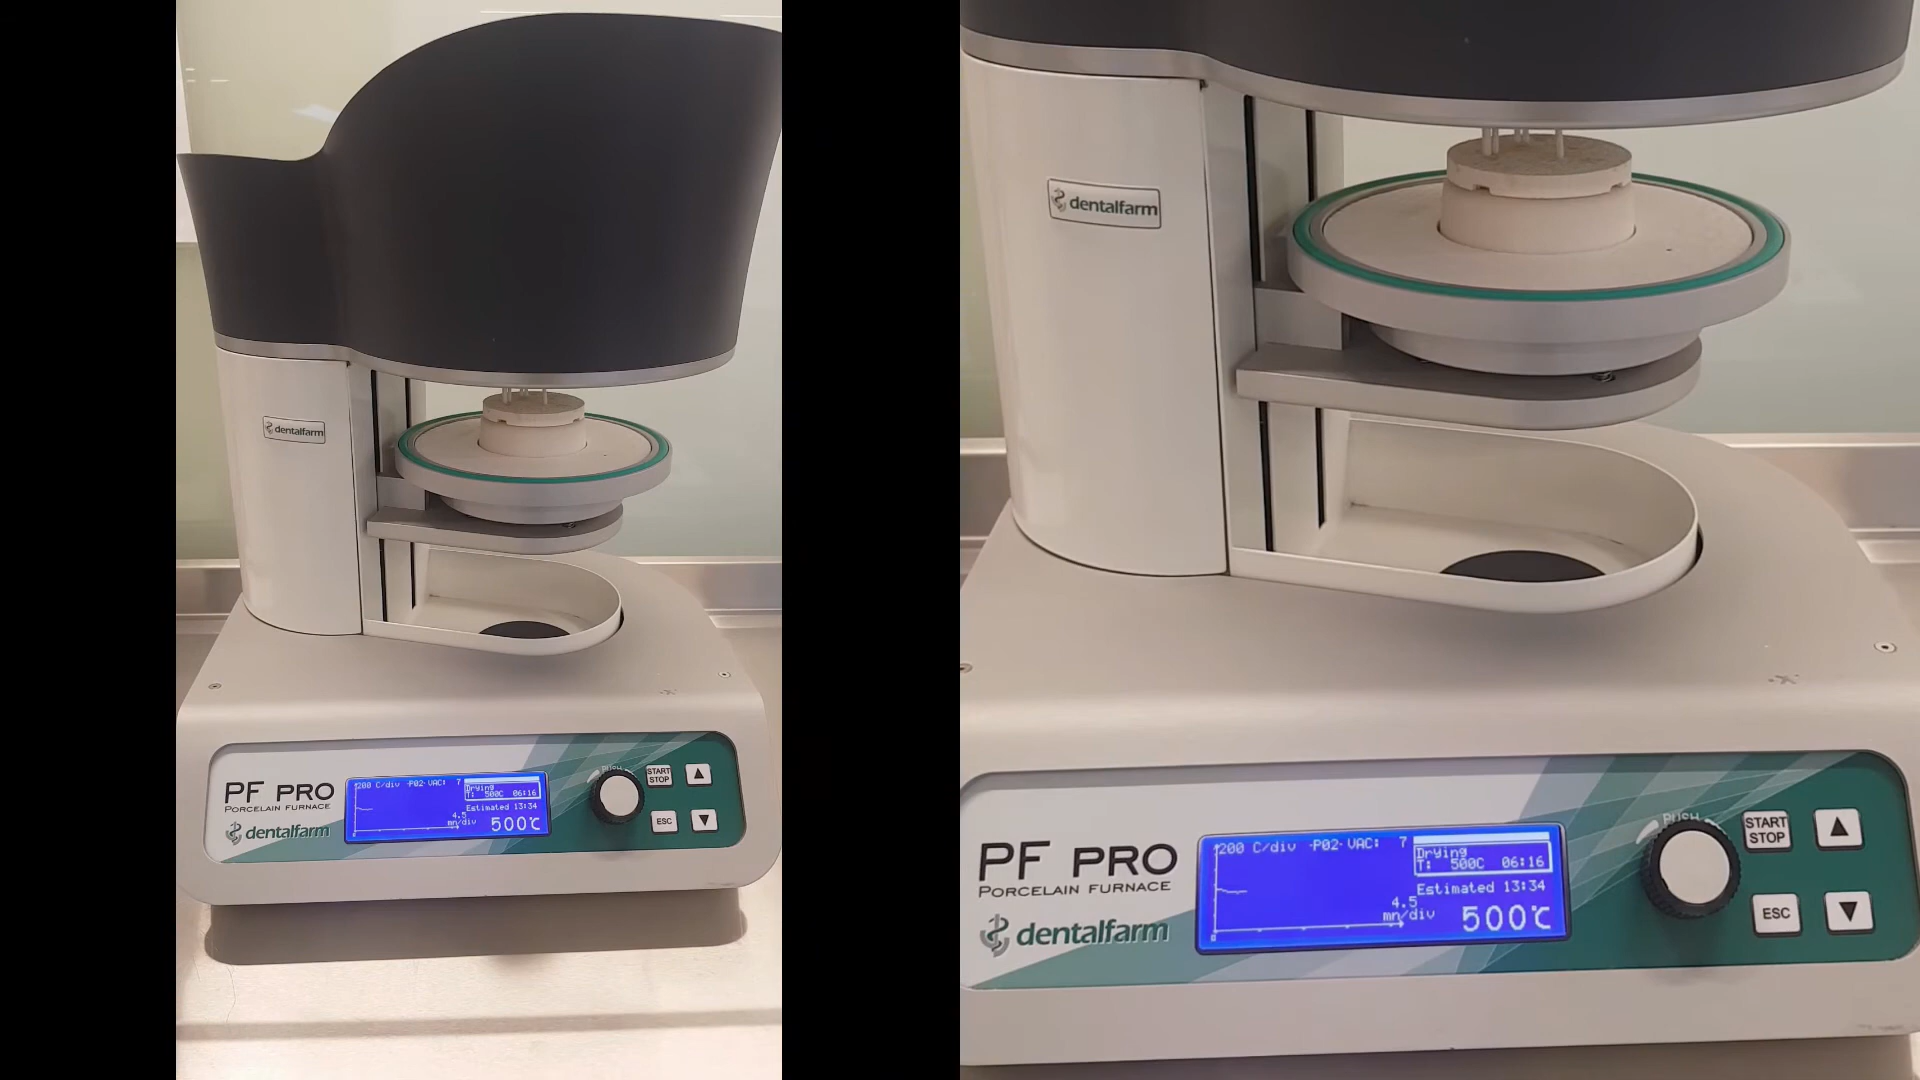 dentalfarm
PF PRO
PORCELAIN FURNACE
dentalfarm
200 C/div -P02- VAC: 7
Drying
T: 500C 06:16
Estimated 13:34
4.5
mn/div
500℃
PUSH
START
STOP
ESC
dentalfarm
PF PRO
PORCELAIN FURNACE
dentalfarm
200 C/div -P02- VAC: 7
Drying
T: 500C 06:16
Estimated 13:34
4.5
mn/div
500℃
PUSH
START
STOP
ESC